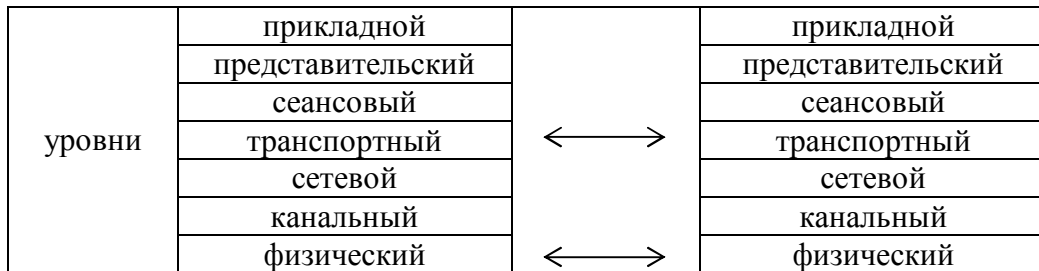 прикладной прикладной
представительский представительский
сеансовый сеансовый
уровни транспортный транспортный
сетевой сетевой
канальный канальный
физический физический